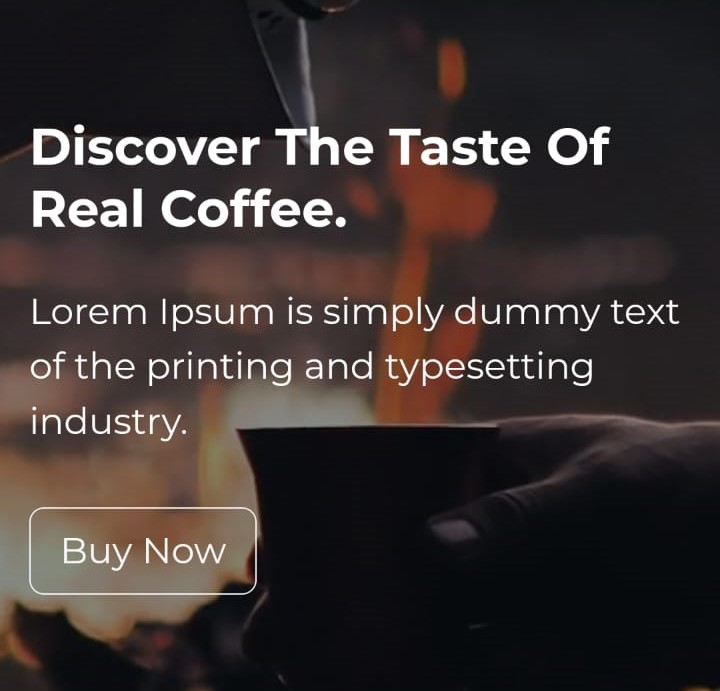 Discover The Taste Of
Real Coffee.
Lorem Ipsum is simply dummy text
of the printing and typesetting
industry.
Buy Now